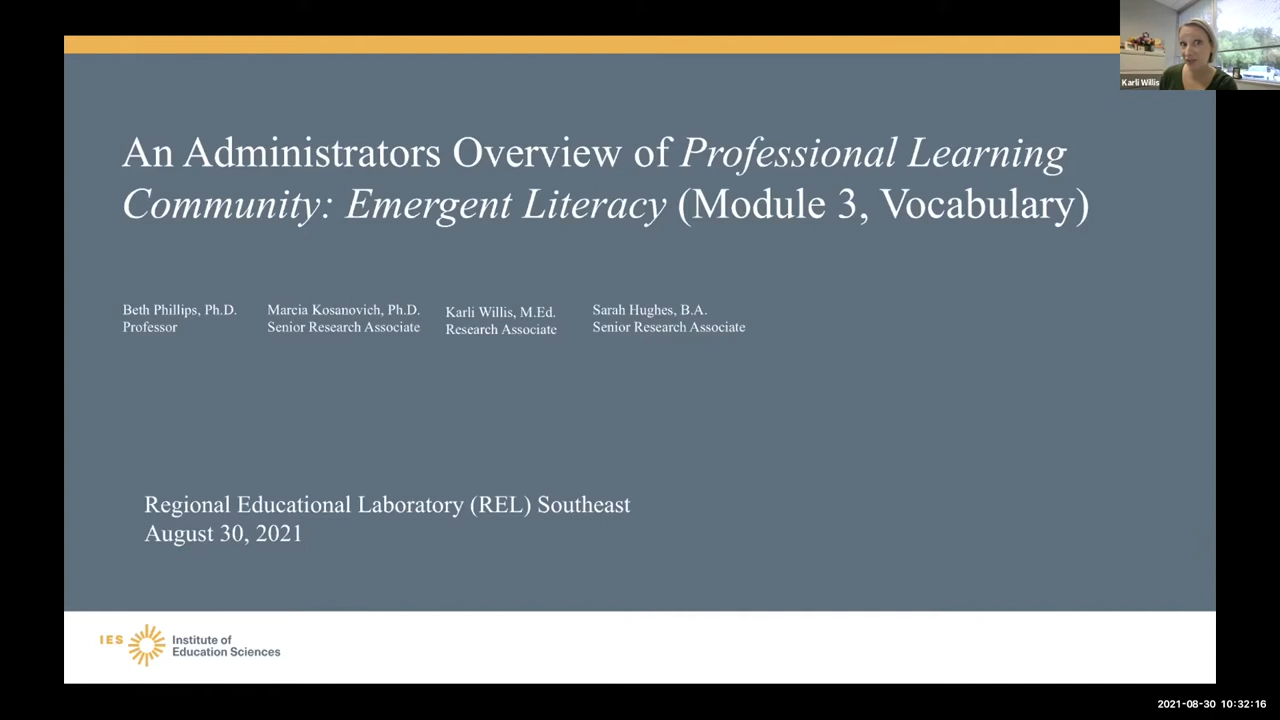 Karli Willis
An Administrators Overview of Professional Learning
Community: Emergent Literacy (Module 3, Vocabulary)
Beth Phillips, Ph.D.
Professor
Marcia Kosanovich, Ph.D.
Senior Research Associate
Karli Willis, M.Ed.
Research Associate
Sarah Hughes, B.A.
Senior Research Associate
Regional Educational Laboratory (REL) Southeast
August 30, 2021
IES
Institute of
Education Sciences
2021-08-30 10:32:16